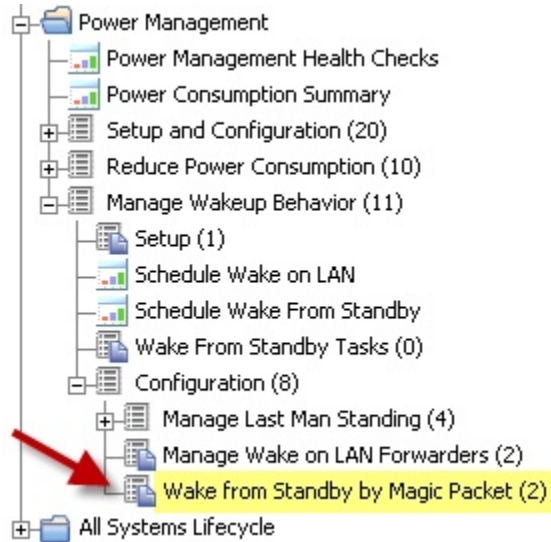 Power Management
Power Management Health Checks
Power Consumption Summary
Setup and Configuration (20)
Reduce Power Consumption (10)
Manage Wakeup Behavior (11)
Setup (1)
Schedule Wake on LAN
Schedule Wake From Standby
Wake From Standby Tasks (0)
Configuration (8)
Manage Last Man Standing (4)
Manage Wake on LAN Forwarders (2)
Wake from Standby by Magic Packet (2)
All Systems Lifecycle